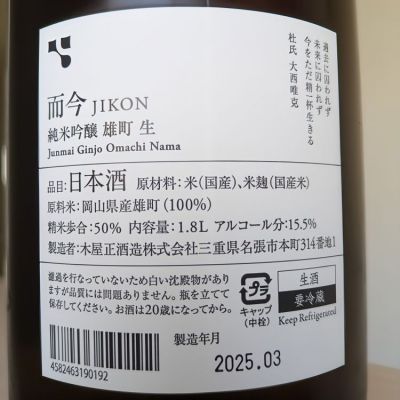 過去に囚われず
未来に囚われず
今をただ精一杯生きる
杜氏 大西唯克
而今 JIKON
純米吟醸 雄町 生
Junmai Ginjo Omachi Nama
品目:日本酒 原材料:米(国産)、米麹(国産米)
原料米:岡山県産雄町(100%)
精米歩合:50% 内容量:1.8L アルコール分:15.5%
製造者:木屋正酒造株式会社三重県名張市本町314番地1
濾過を行なっていないため白い沈殿物があり
ますが品質には問題ありません。瓶を立てて
保存してください。お酒は20歳になってから。
プラ
キャップ
(中栓)
生酒
要冷蔵
Keep Refrigerated
4582463190192
製造年月
2025.03